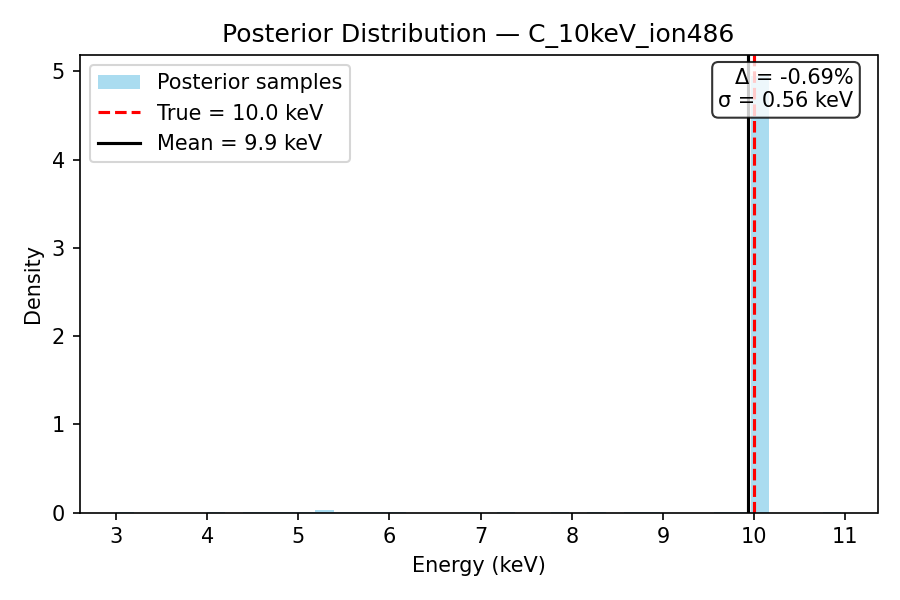 Posterior Distribution — C_10keV_ion486
Posterior samples
True = 10.0 keV
Mean = 9.9 keV
Δ = -0.69%
σ = 0.56 keV
Density
5
4
3
2
1
0
3 4 5 6 7 8 9 10 11
Energy (keV)